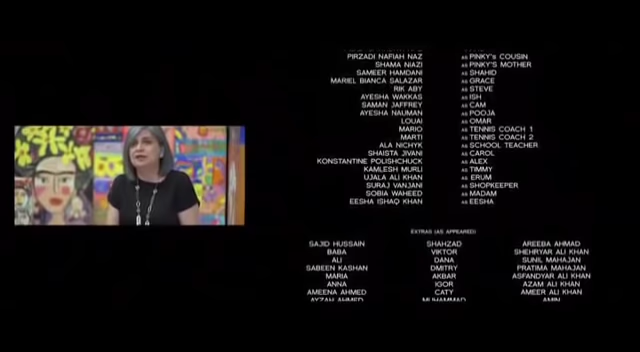 PIRZADI NAFIAH NAZ AS PINKY'S COUSIN
SHAMA NIAZI AS PINKY'S MOTHER
SAMEER HAMDANI AS SHAHID
MARIEL BIANCA SALAZAR AS GRACE
RIK ABY AS STEVE
AYESHA WAKKAS AS ISH
SAMAN JAFFREY AS CAM
AYESHA NAUMAN AS POOJA
LOUAI AS OMAR
MARIO AS TENNIS COACH 1
MARTI AS TENNIS COACH 2
ALA NICHYK AS SCHOOL TEACHER
SHAISTA JIVANI AS CAROL
KONSTANTINE POLISHCHUCK AS ALEX
KAMLESH MURLI AS TIMMY
UJALA ALI KHAN AS ERUM
SURAJ VANJANI AS SHOPKEEPER
SOBIA WAHEED AS MADAM
EESHA ISHAQ KHAN AS EESHA
EXTRAS (AS APPEARED)
SAJID HUSSAIN SHAHZAD AREEBA AHMAD
BABA VIKTOR SHEHRYAR ALI KHAN
ALI DANA SUNIL MAHAJAN
SABEEN KASHAN DMITRY PRATIMA MAHAJAN
MARIA AKBAR ASFANDYAR ALI KHAN
ANNA IGOR AZAM ALI KHAN
AMEENA AHMED CATY AMEER ALI KHAN
AYZAH AHMED MUHAMMAD AMIN